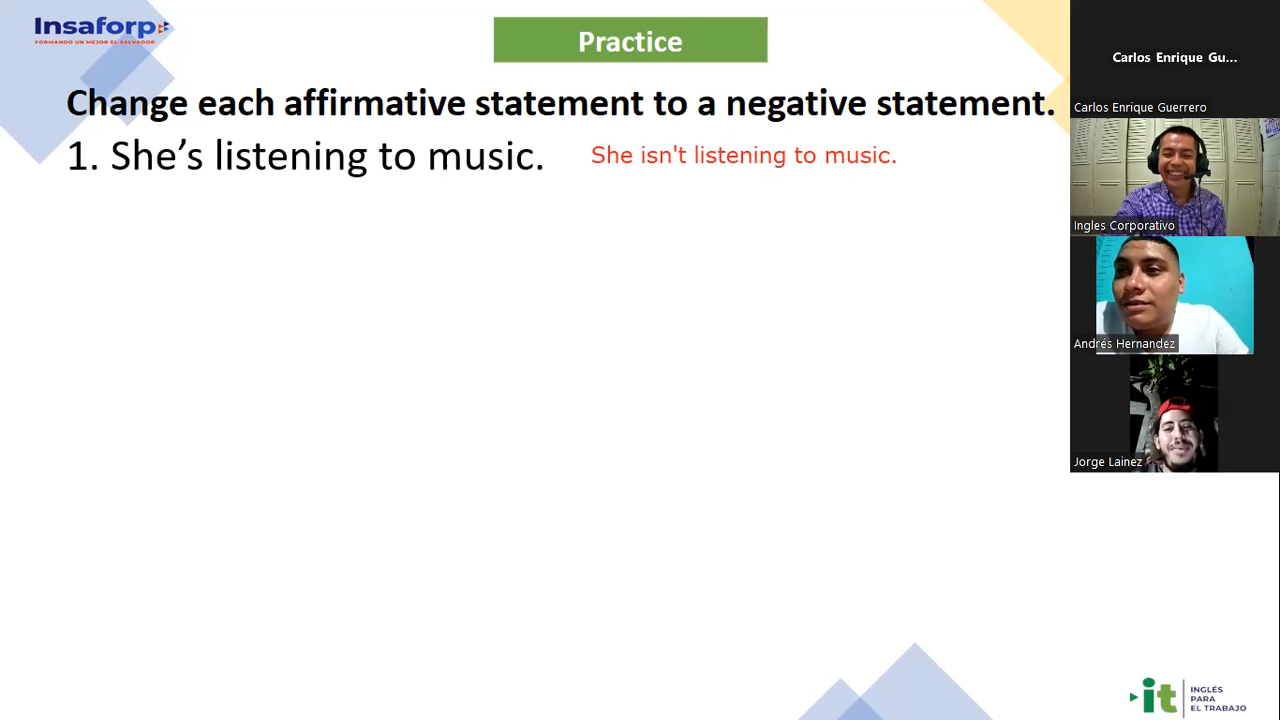 Insaforp
FORMANDO UN MEJOR EL SALVADOR
Practice
Change each affirmative statement to a negative statement.
1. She’s listening to music.
She isn't listening to music.
Carlos Enrique Gu...
Carlos Enrique Guerrero
Ingles Corporativo
Andrés Hernandez
Jorge Lainez
it
INGLÉS
PARA
EL TRABAJO